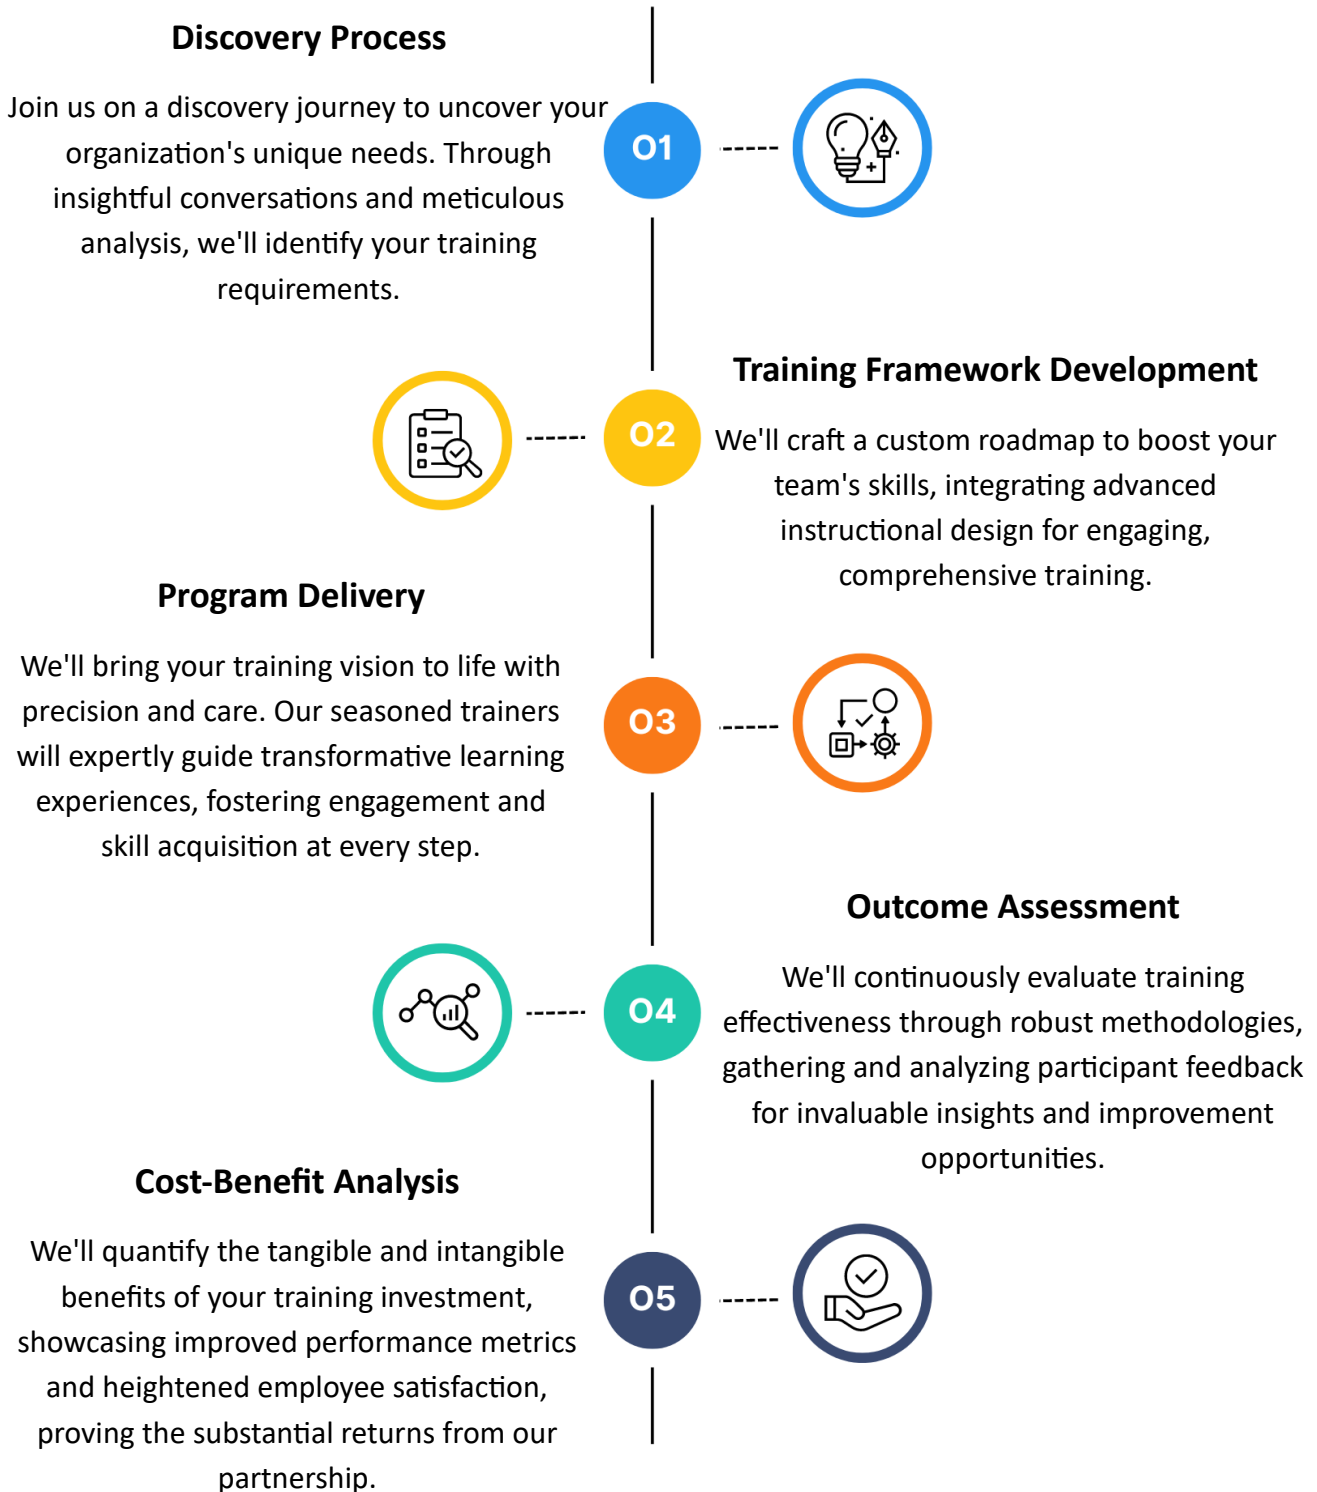 Discovery Process
Join us on a discovery journey to uncover your
organization's unique needs. Through
insightful conversations and meticulous
analysis, we'll identify your training
requirements.
01
Training Framework Development
We'll craft a custom roadmap to boost your
team's skills, integrating advanced
instructional design for engaging,
comprehensive training.
02
Program Delivery
We'll bring your training vision to life with
precision and care. Our seasoned trainers
will expertly guide transformative learning
experiences, fostering engagement and
skill acquisition at every step.
03
Outcome Assessment
We'll continuously evaluate training
effectiveness through robust methodologies,
gathering and analyzing participant feedback
for invaluable insights and improvement
opportunities.
04
Cost-Benefit Analysis
We'll quantify the tangible and intangible
benefits of your training investment,
showcasing improved performance metrics
and heightened employee satisfaction,
proving the substantial returns from our
partnership.
05